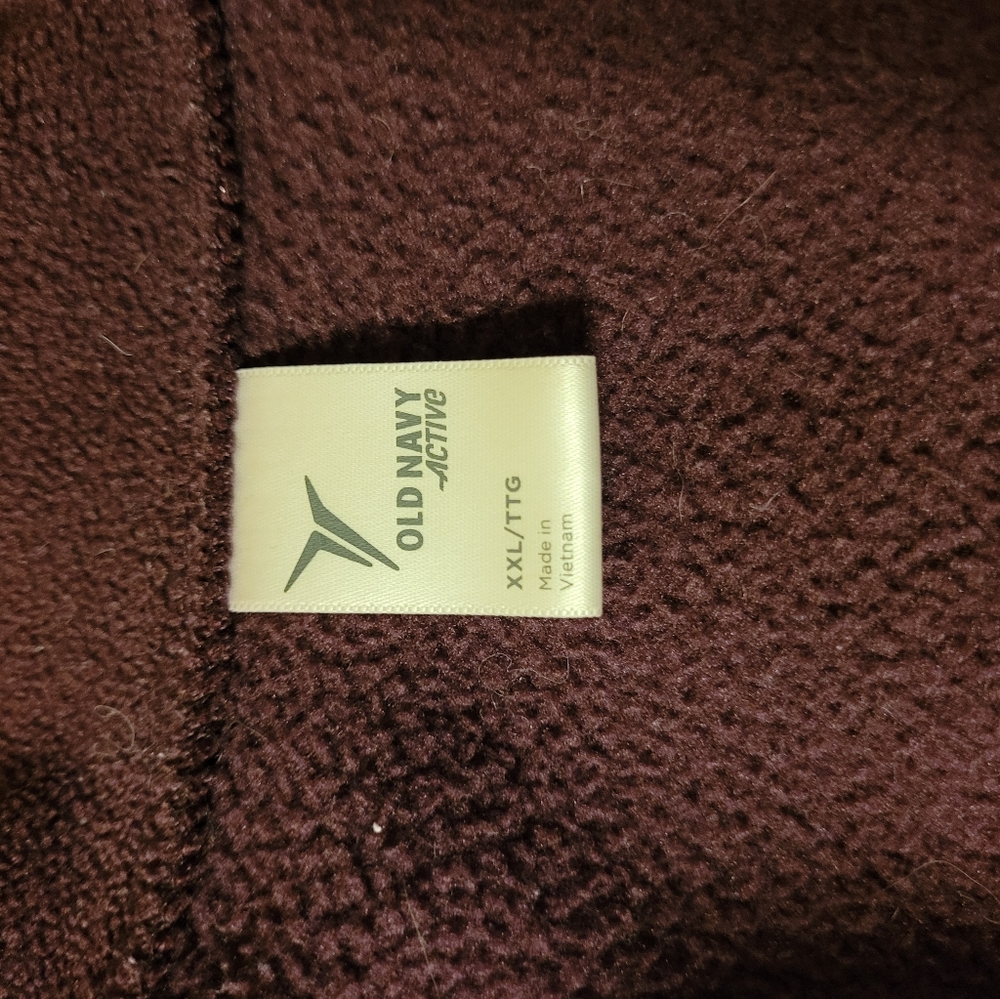 OLD NAVY
ACTIVE
XXL/TTG
Made in
Vietnam